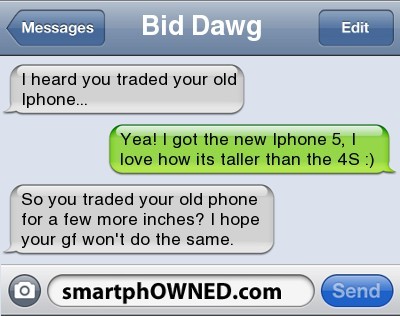 Messages
Bid Dawg
Edit
I heard you traded your old
Iphone...
Yea! I got the new Iphone 5, I
love how its taller than the 4S :)
So you traded your old phone
for a few more inches? I hope
your gf won't do the same.
smartphOWNED.com
Send